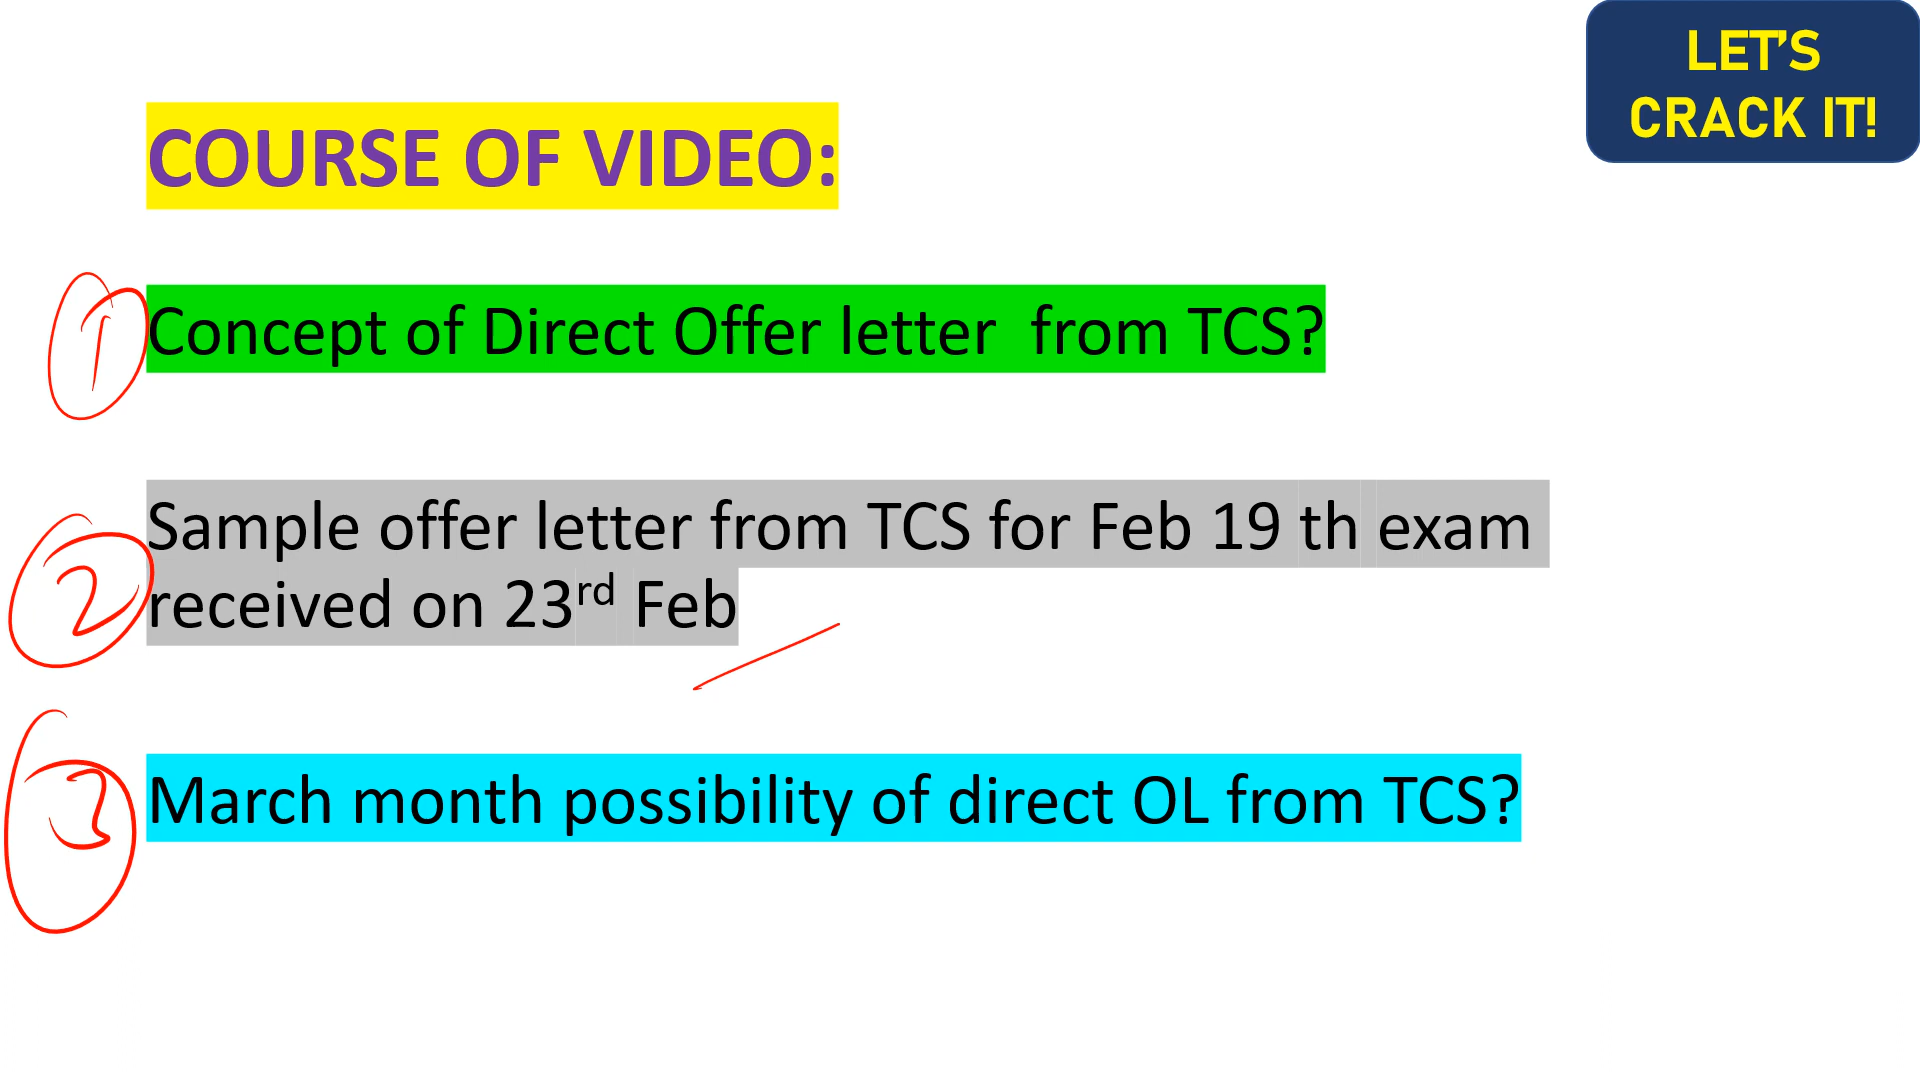 LET'S
CRACK IT!
COURSE OF VIDEO:
1 Concept of Direct Offer letter from TCS?
2 Sample offer letter from TCS for Feb 19 th exam
received on 23rd Feb
3 March month possibility of direct OL from TCS?